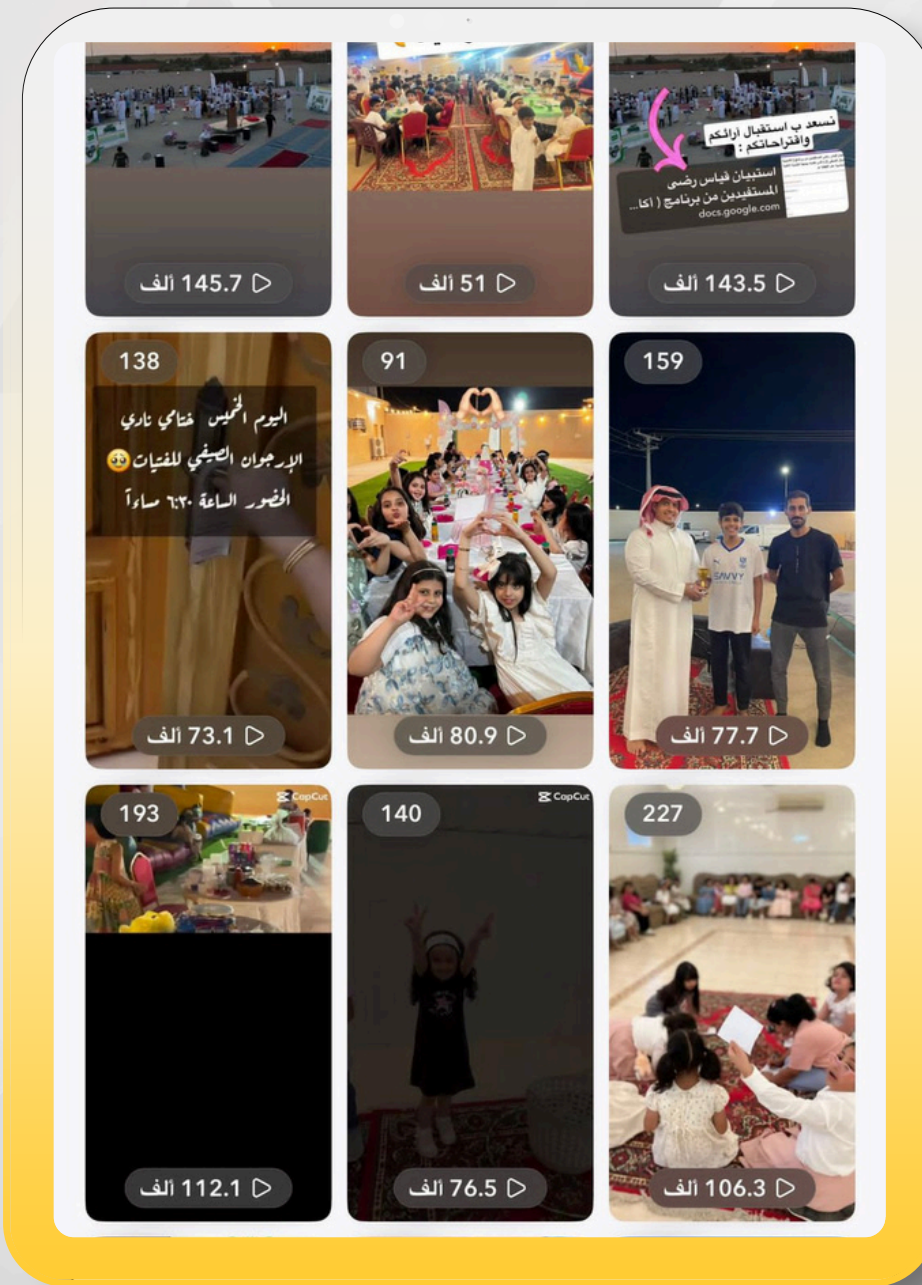 نسعد ب استقبال أرائكم
واقتراحاتكم :
استبيان قياس رضى
المستفيدين من برنامج ( أكا...
docs.google.com
143.5 ألف
51 ألف
145.7 ألف
159
SAVVY
77.7 ألف
91
80.9 ألف
138
اليوم الخميس ختامي نادي
الإرجوان الصيفي للفتيات🥹
الحضور الساعة ٦:٣٠ مساءاً
73.1 ألف
227
106.3 ألف
140
CapCut
76.5 ألف
193
CapCut
112.1 ألف